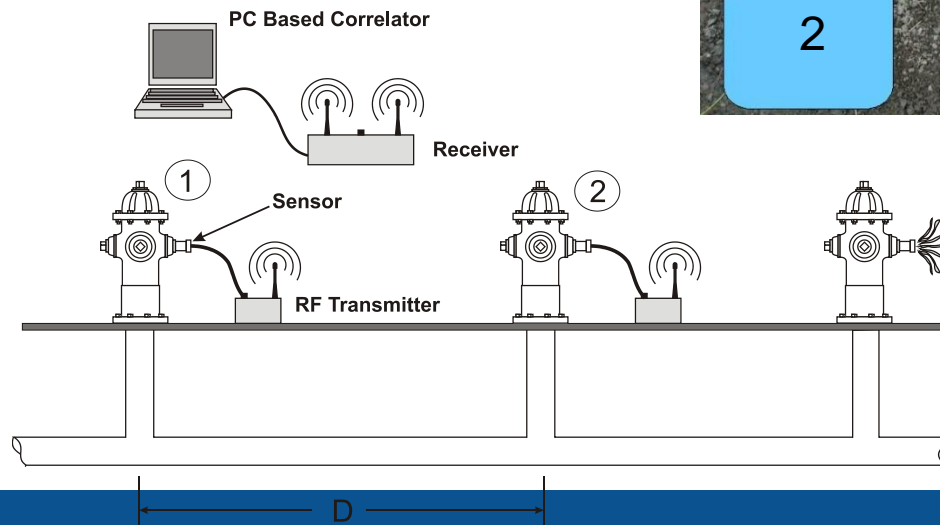 PC Based Correlator
2
Receiver
1
2
Sensor
RF Transmitter
D